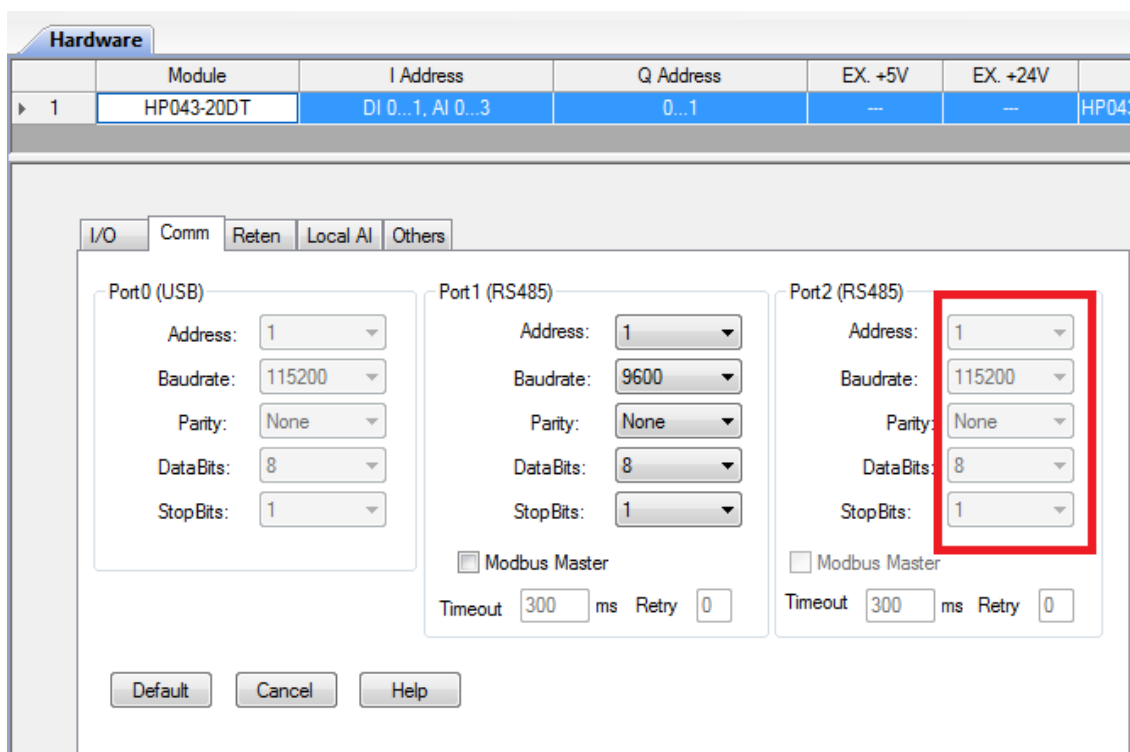 Hardware
Module I Address Q Address EX. +5V EX. +24V
1 HP043-20DT DI 0...1, AI 0...3 0...1 --- --- HP043
I/O Comm Reten Local AI Others
Port0 (USB) Port1 (RS485) Port2 (RS485)
Address: 1 Address: 1 Address: 1
Baudrate: 115200 Baudrate: 9600 Baudrate: 115200
Parity: None Parity: None Parity: None
DataBits: 8 DataBits: 8 DataBits: 8
StopBits: 1 StopBits: 1 StopBits: 1
Modbus Master Modbus Master
Timeout 300 ms Retry 0 Timeout 300 ms Retry 0
Default Cancel Help